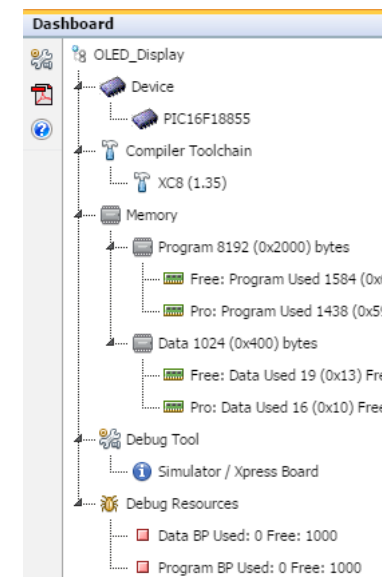 Dashboard
OLED_Display
Device
PIC16F18855
Compiler Toolchain
XC8 (1.35)
Memory
Program 8192 (0x2000) bytes
Free: Program Used 1584
Pro: Program Used 1438
Data 1024 (0x400) bytes
Free: Data Used 19 (0x13)
Pro: Data Used 16 (0x10)
Debug Tool
Simulator / Xpress Board
Debug Resources
Data BP Used: 0 Free: 1000
Program BP Used: 0 Free: 1000